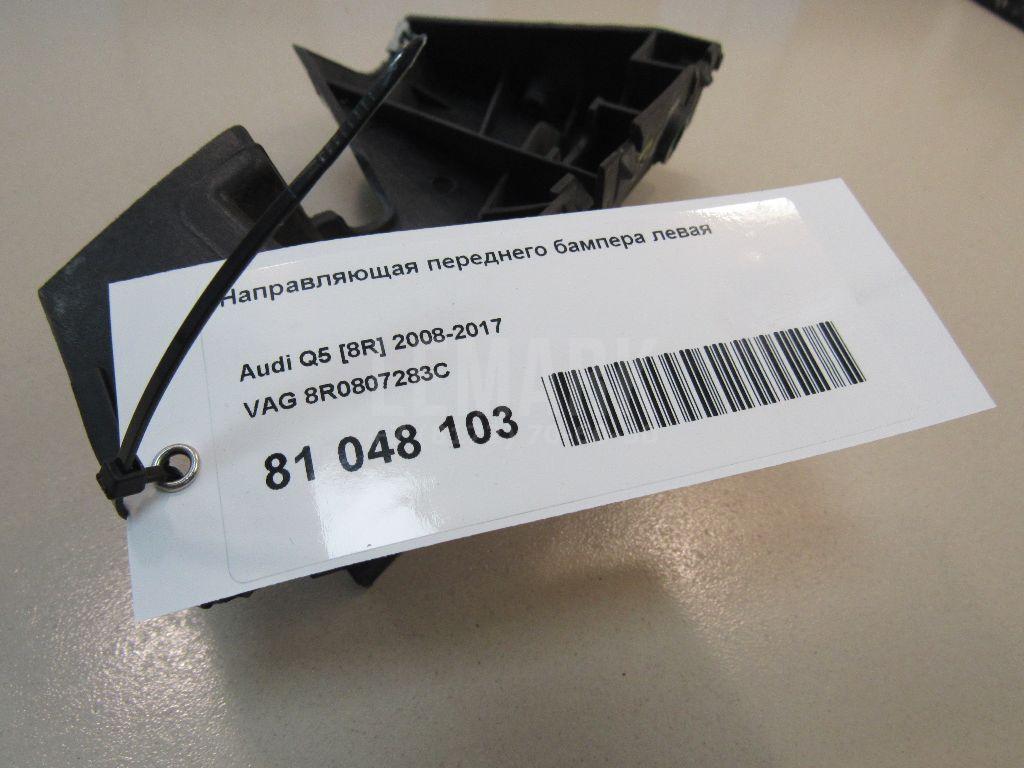 Направляющая переднего бампера левая
Audi Q5 [8R] 2008-2017
VAG 8R0807283C
81 048 103